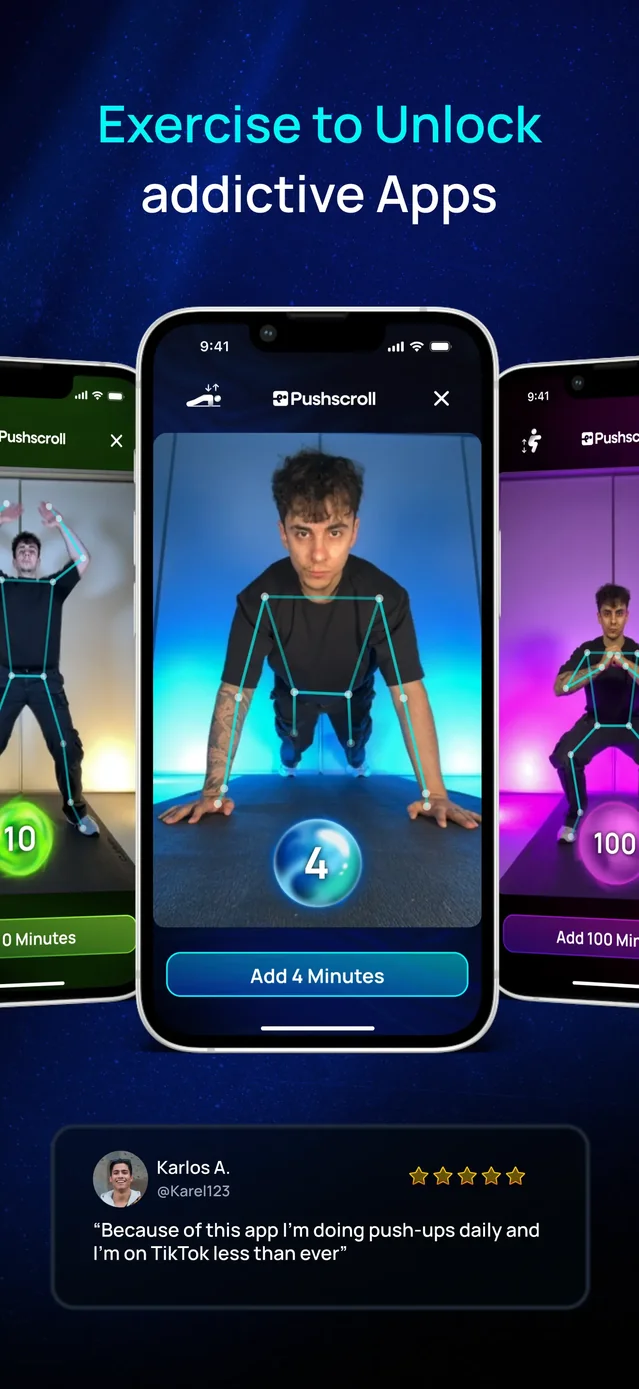 Exercise to Unlock
addictive Apps
9:41
Pushscroll
4
Add 4 Minutes
Pushscroll
10
0 Minutes
9:41
Pushsc
100
Add 100 Min
Karlos A.
@Karel123
“Because of this app I’m doing push-ups daily and
I’m on TikTok less than ever”